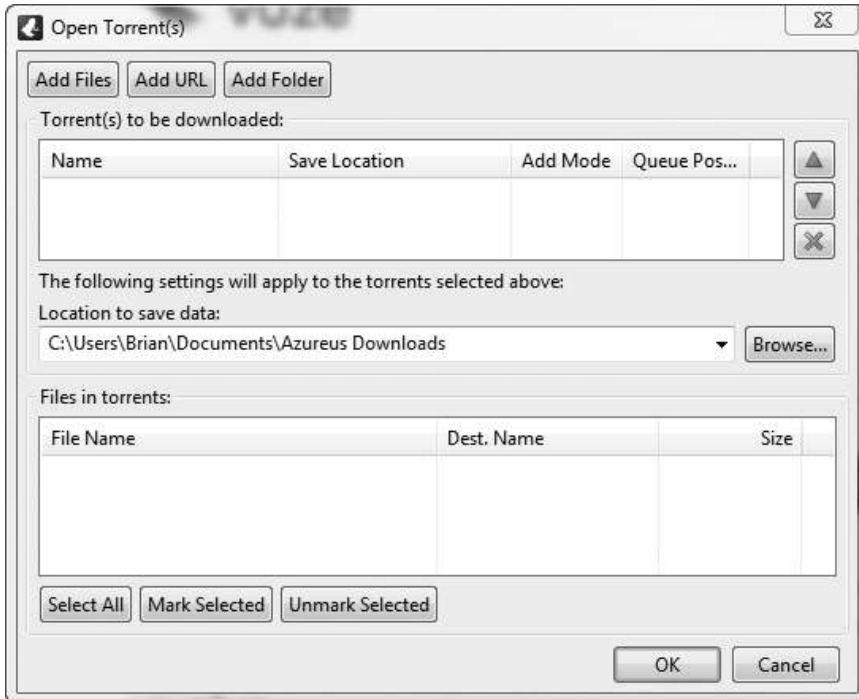 vuze
Open Torrent(s)
Add Files Add URL Add Folder
Torrent(s) to be downloaded:
Name Save Location Add Mode Queue Pos...
The following settings will apply to the torrents selected above:
Location to save data:
C:\Users\Brian\Documents\Azureus Downloads Browse...
Files in torrents:
File Name Dest. Name Size
Select All Mark Selected Unmark Selected
OK Cancel